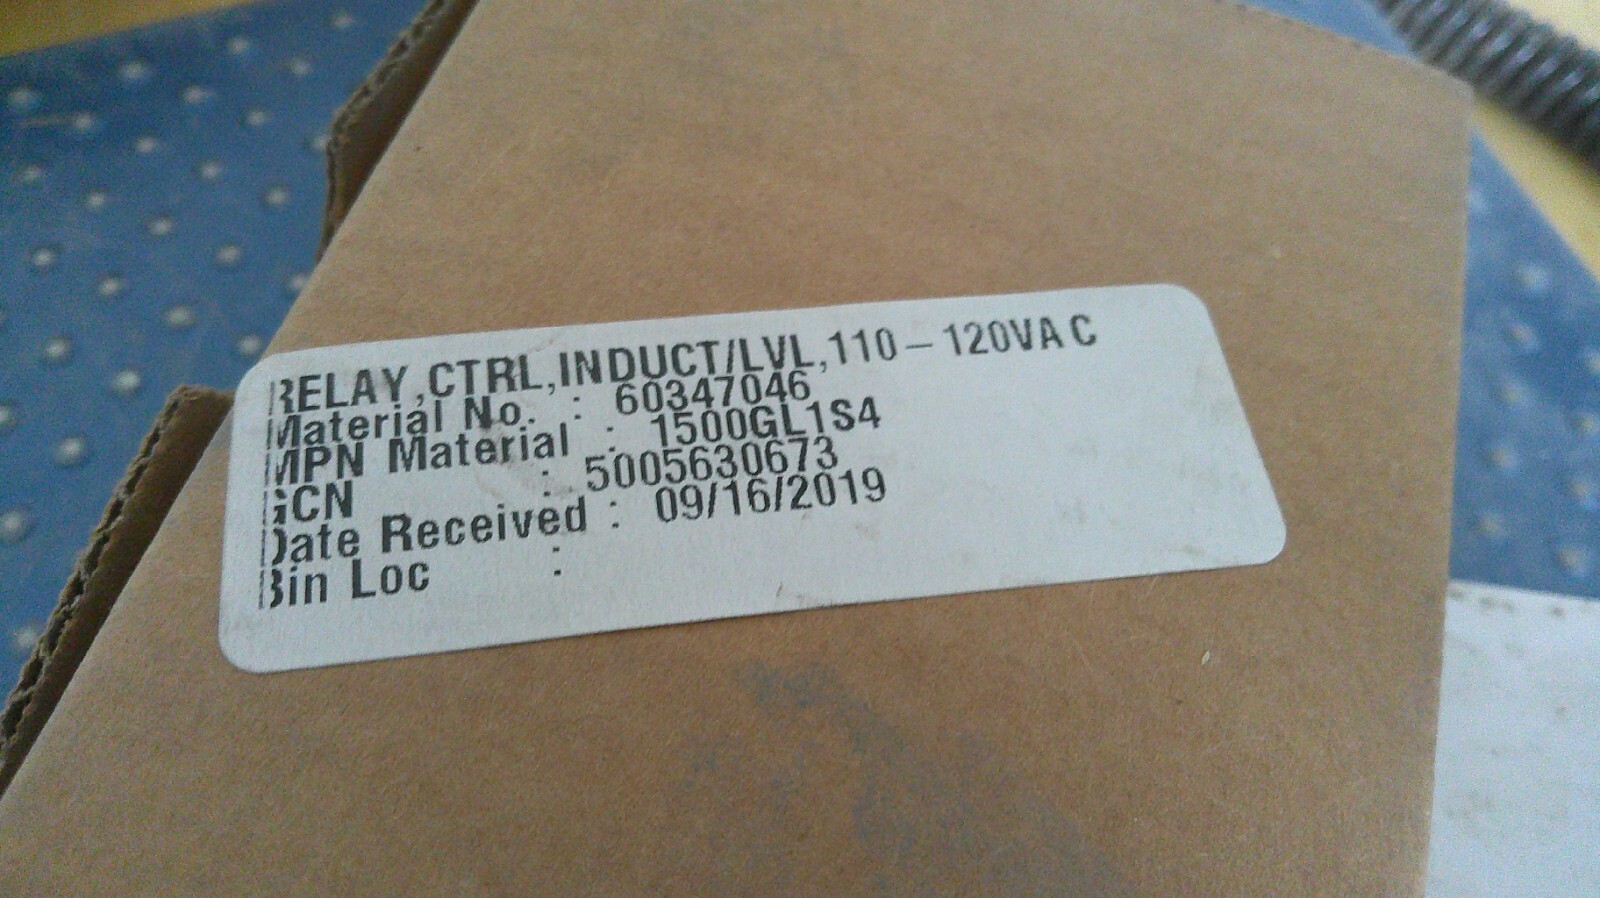 RELAY,CTRL,INDUCT/LVL,110-120VAC
Material No. : 60347046
MPN Material : 1500GL1S4
GCN : 5005630673
Date Received : 09/16/2019
Bin Loc :